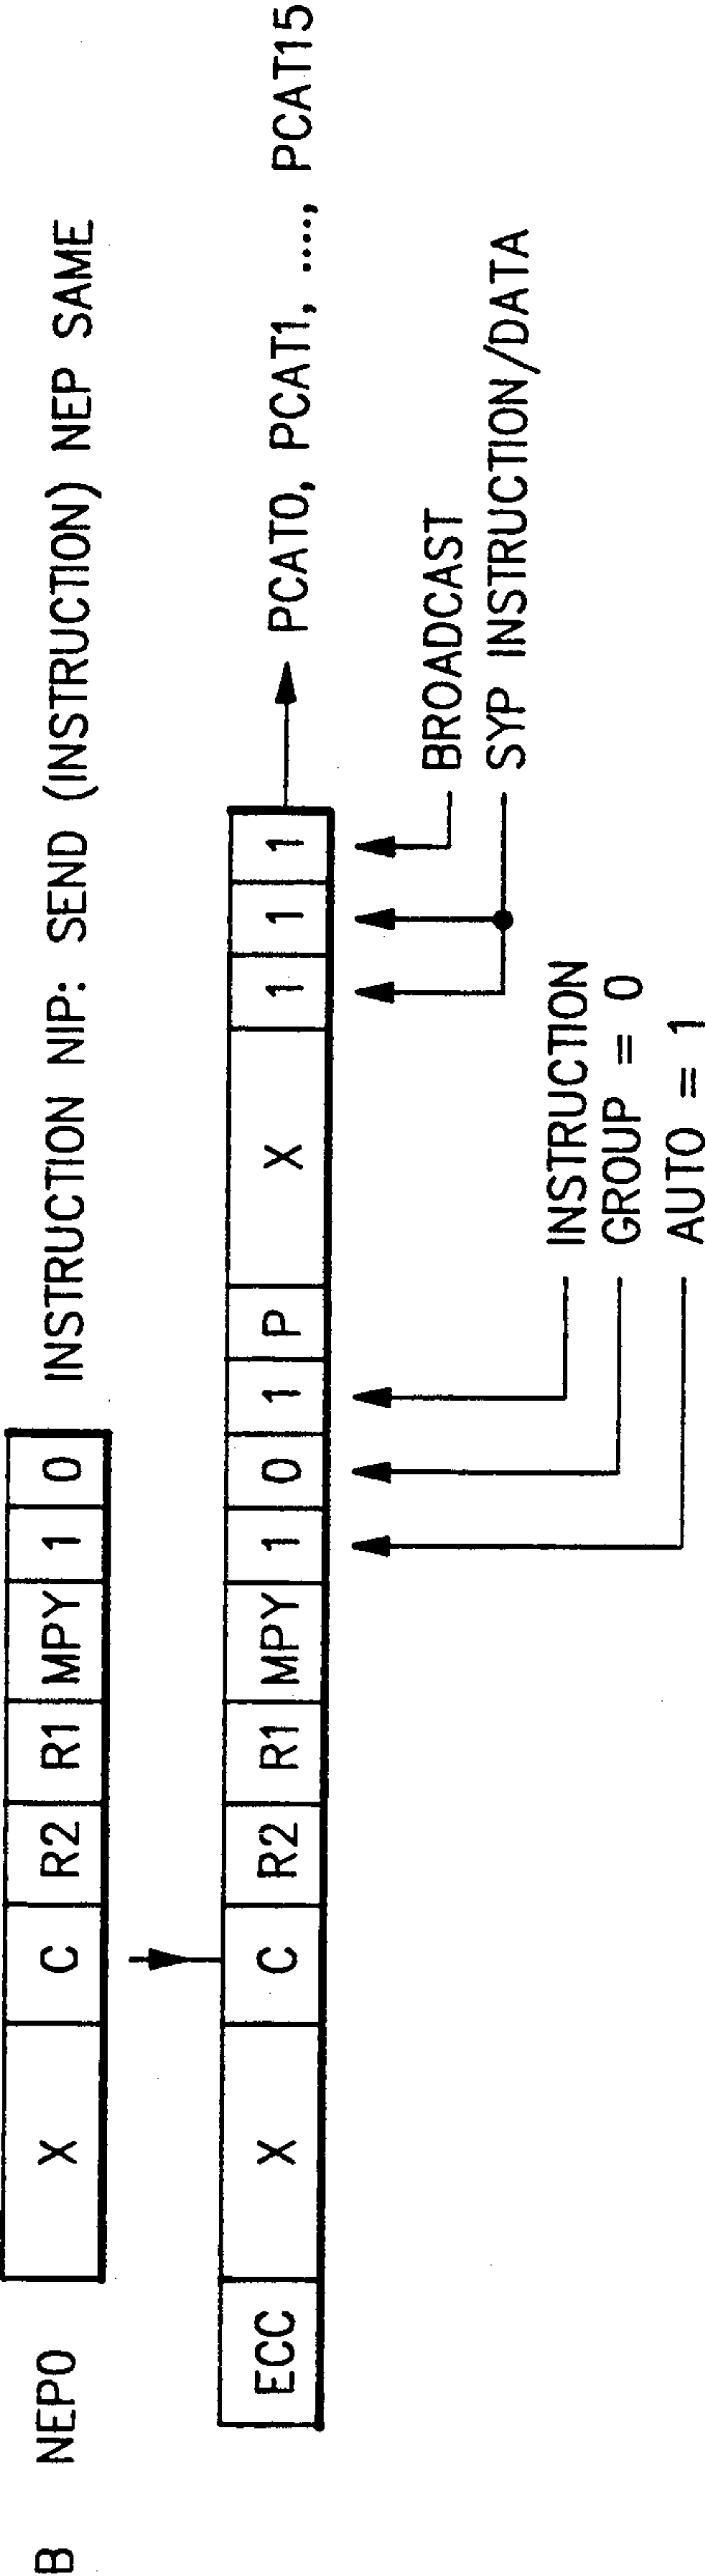 B NEP0 X C R2 R1 MPY 1 0 INSTRUCTION NIP: SEND (INSTRUCTION) NEP SAME
ECC X C R2 R1 MPY 1 0 1 P X 1 1 1 PCAT0, PCAT1, ...., PCAT15
BROADCAST
SYP INSTRUCTION/DATA
INSTRUCTION
GROUP = 0
AUTO = 1